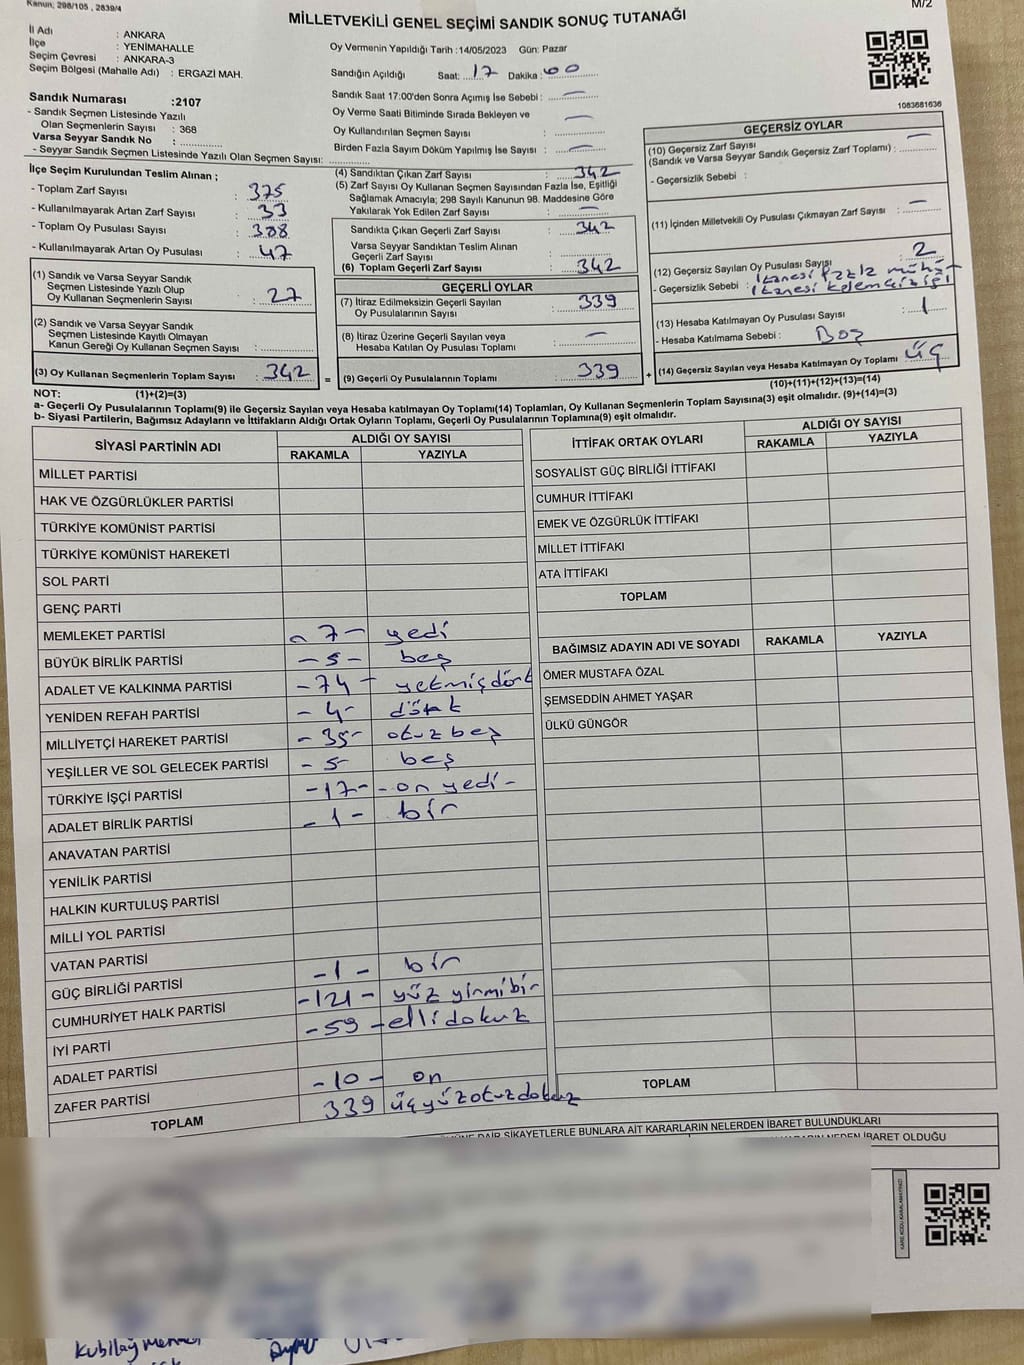 Kanun, 298/105 , 2839/4
M/2
MİLLETVEKİLİ GENEL SEÇİMİ SANDIK SONUÇ TUTANAĞI
İl Adı : ANKARA
İlçe : YENİMAHALLE
Seçim Çevresi : ANKARA-3
Seçim Bölgesi (Mahalle Adı) : ERGAZİ MAH.
Oy Vermenin Yapıldığı Tarih :14/05/2023 Gün: Pazar
Sandığın Açıldığı Saat: 17 Dakika : 00
Sandık Saat 17:00'den Sonra Açımış İse Sebebi : —
Oy Verme Saati Bitiminde Sırada Bekleyen ve
Oy Kullandırılan Seçmen Sayısı : —
Birden Fazla Sayım Döküm Yapılmış İse Sayısı : —
1083681636
Sandık Numarası :2107
- Sandık Seçmen Listesinde Yazılı
Olan Seçmenlerin Sayısı : 368
Varsa Seyyar Sandık No :
- Seyyar Sandık Seçmen Listesinde Yazılı Olan Seçmen Sayısı:
İlçe Seçim Kurulundan Teslim Alınan ;
- Toplam Zarf Sayısı : 375
- Kullanılmayarak Artan Zarf Sayısı : 33
- Toplam Oy Pusulası Sayısı : 388
- Kullanılmayarak Artan Oy Pusulası : 47
(1) Sandık ve Varsa Seyyar Sandık
Seçmen Listesinde Yazılı Olup
Oy Kullanan Seçmenlerin Sayısı : 27
(2) Sandık ve Varsa Seyyar Sandık
Seçmen Listesinde Kayıtlı Olmayan
Kanun Gereği Oy Kullanan Seçmen Sayısı :
(3) Oy Kullanan Seçmenlerin Toplam Sayısı : 342
(4) Sandıktan Çıkan Zarf Sayısı : 342
(5) Zarf Sayısı Oy Kullanan Seçmen Sayısından Fazla İse, Eşitliği
Sağlamak Amacıyla; 298 Sayılı Kanunun 98. Maddesine Göre
Yakılarak Yok Edilen Zarf Sayısı : —
Sandıkta Çıkan Geçerli Zarf Sayısı : 342
Varsa Seyyar Sandıktan Teslim Alınan
Geçerli Zarf Sayısı :
(6) Toplam Geçerli Zarf Sayısı : 342
GEÇERLİ OYLAR
(7) İtiraz Edilmeksizin Geçerli Sayılan
Oy Pusulalarının Sayısı : 339
(8) İtiraz Üzerine Geçerli Sayılan veya
Hesaba Katılan Oy Pusulası Toplamı : —
= (9) Geçerli Oy Pusulalarının Toplamı : 339
GEÇERSİZ OYLAR
(10) Geçersiz Zarf Sayısı
(Sandık ve Varsa Seyyar Sandık Geçersiz Zarf Toplamı) : —
- Geçersizlik Sebebi :
(11) İçinden Milletvekili Oy Pusulası Çıkmayan Zarf Sayısı : —
(12) Geçersiz Sayılan Oy Pusulası Sayısı : 2
- Geçersizlik Sebebi : 1 tanesi fazla mühür
1 tanesi kalem çizigi
(13) Hesaba Katılmayan Oy Pusulası Sayısı : 1
- Hesaba Katılmama Sebebi : Boş
+ (14) Geçersiz Sayılan veya Hesaba Katılmayan Oy Toplamı : üç
(10)+(11)+(12)+(13)=(14)
NOT: (1)+(2)=(3)
a- Geçerli Oy Pusulalarının Toplamı(9) ile Geçersiz Sayılan veya Hesaba katılmayan Oy Toplamı(14) Toplamları, Oy Kullanan Seçmenlerin Toplam Sayısına(3) eşit olmalıdır. (9)+(14)=(3)
b- Siyasi Partilerin, Bağımsız Adayların ve İttifakların Aldığı Ortak Oyların Toplamı, Geçerli Oy Pusulalarının Toplamına(9) eşit olmalıdır.
SİYASİ PARTİNİN ADI
ALDIĞI OY SAYISI
RAKAMLA YAZIYLA
MİLLET PARTİSİ
HAK VE ÖZGÜRLÜKLER PARTİSİ
TÜRKİYE KOMÜNİST PARTİSİ
TÜRKİYE KOMÜNİST HAREKETİ
SOL PARTİ
GENÇ PARTİ
MEMLEKET PARTİSİ - 7 - yedi
BÜYÜK BİRLİK PARTİSİ - 5 - beş
ADALET VE KALKINMA PARTİSİ - 74 - yetmişdört
YENİDEN REFAH PARTİSİ - 4 - dört
MİLLİYETÇİ HAREKET PARTİSİ - 35 - otuz beş
YEŞİLLER VE SOL GELECEK PARTİSİ - 5 - beş
TÜRKİYE İŞÇİ PARTİSİ - 17 - - on yedi -
ADALET BİRLİK PARTİSİ - 1 - bir
ANAVATAN PARTİSİ
YENİLİK PARTİSİ
HALKIN KURTULUŞ PARTİSİ
MİLLİ YOL PARTİSİ
VATAN PARTİSİ
GÜÇ BİRLİĞİ PARTİSİ - 1 - bir
CUMHURİYET HALK PARTİSİ - 121 - yüz yirmi bir
İYİ PARTİ - 59 - elli dokuz
ADALET PARTİSİ
ZAFER PARTİSİ - 10 - on
TOPLAM 339 üçyüzotuzdokuz
İTTİFAK ORTAK OYLARI
ALDIĞI OY SAYISI
RAKAMLA YAZIYLA
SOSYALİST GÜÇ BİRLİĞİ İTTİFAKI
CUMHUR İTTİFAKI
EMEK VE ÖZGÜRLÜK İTTİFAKI
MİLLET İTTİFAKI
ATA İTTİFAKI
TOPLAM
BAĞIMSIZ ADAYIN ADI VE SOYADI RAKAMLA YAZIYLA
ÖMER MUSTAFA ÖZAL
ŞEMSEDDİN AHMET YAŞAR
ÜLKÜ GÜNGÖR
TOPLAM
DAİR ŞİKAYETLERLE BUNLARA AİT KARARLARIN NELERDEN İBARET BULUNDUKLARI
NEDEN İBARET OLDUĞU
Kubilay